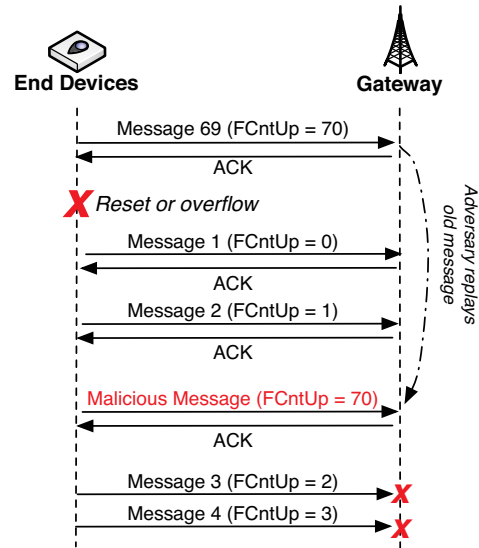 End Devices
Gateway
Message 69 (FCntUp = 70)
ACK
Reset or overflow
Adversary replays
old message
Message 1 (FCntUp = 0)
ACK
Message 2 (FCntUp = 1)
ACK
Malicious Message (FCntUp = 70)
ACK
Message 3 (FCntUp = 2)
Message 4 (FCntUp = 3)